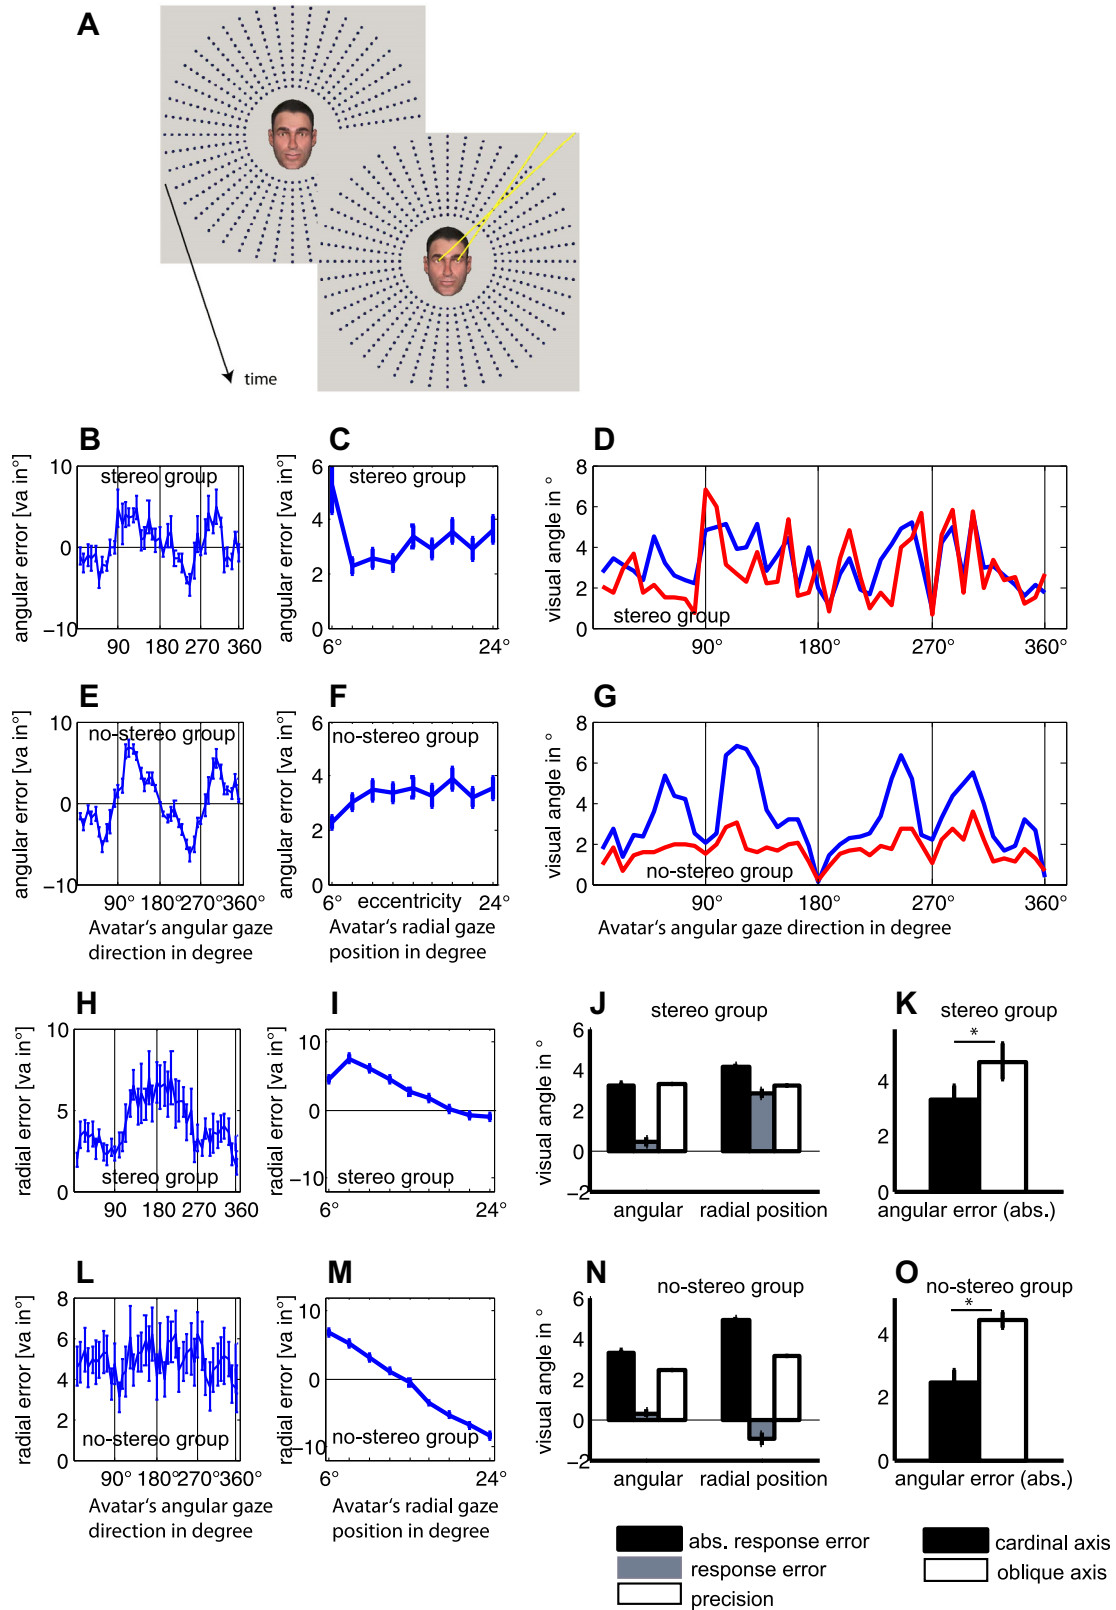 A
time
B
stereo group
angular error [va in°]
10
0
−10
90 180 270 360
C
stereo group
angular error [va in°]
6
4
2
0
6° 24°
D
visual angle in °
8
6
4
2
0
stereo group
90° 180° 270° 360°
E
no-stereo group
angular error [va in°]
10
0
−10
90° 180° 270° 360°
Avatar's angular gaze
direction in degree
F
no-stereo group
angular error [va in°]
6
4
2
0
6° eccentricity 24°
Avatar's radial gaze
position in degree
G
visual angle in °
8
6
4
2
0
no-stereo group
90° 180° 270° 360°
Avatar's angular gaze direction in degree
H
radial error [va in°]
10
5
0
stereo group
90 180 270 360
I
radial error [va in°]
10
0
−10
stereo group
6° 24°
J
stereo group
visual angle in °
6
4
2
0
−2
angular radial position
K
stereo group
*
4
2
0
angular error (abs.)
L
radial error [va in°]
8
6
4
2
0
no-stereo group
90° 180° 270° 360°
Avatar's angular gaze
direction in degree
M
radial error [va in°]
10
0
−10
no-stereo group
6° 24°
Avatar's radial gaze
position in degree
N
no-stereo group
visual angle in °
6
4
2
0
−2
angular radial position
O
no-stereo group
*
4
2
0
angular error (abs.)
abs. response error
response error
precision
cardinal axis
oblique axis